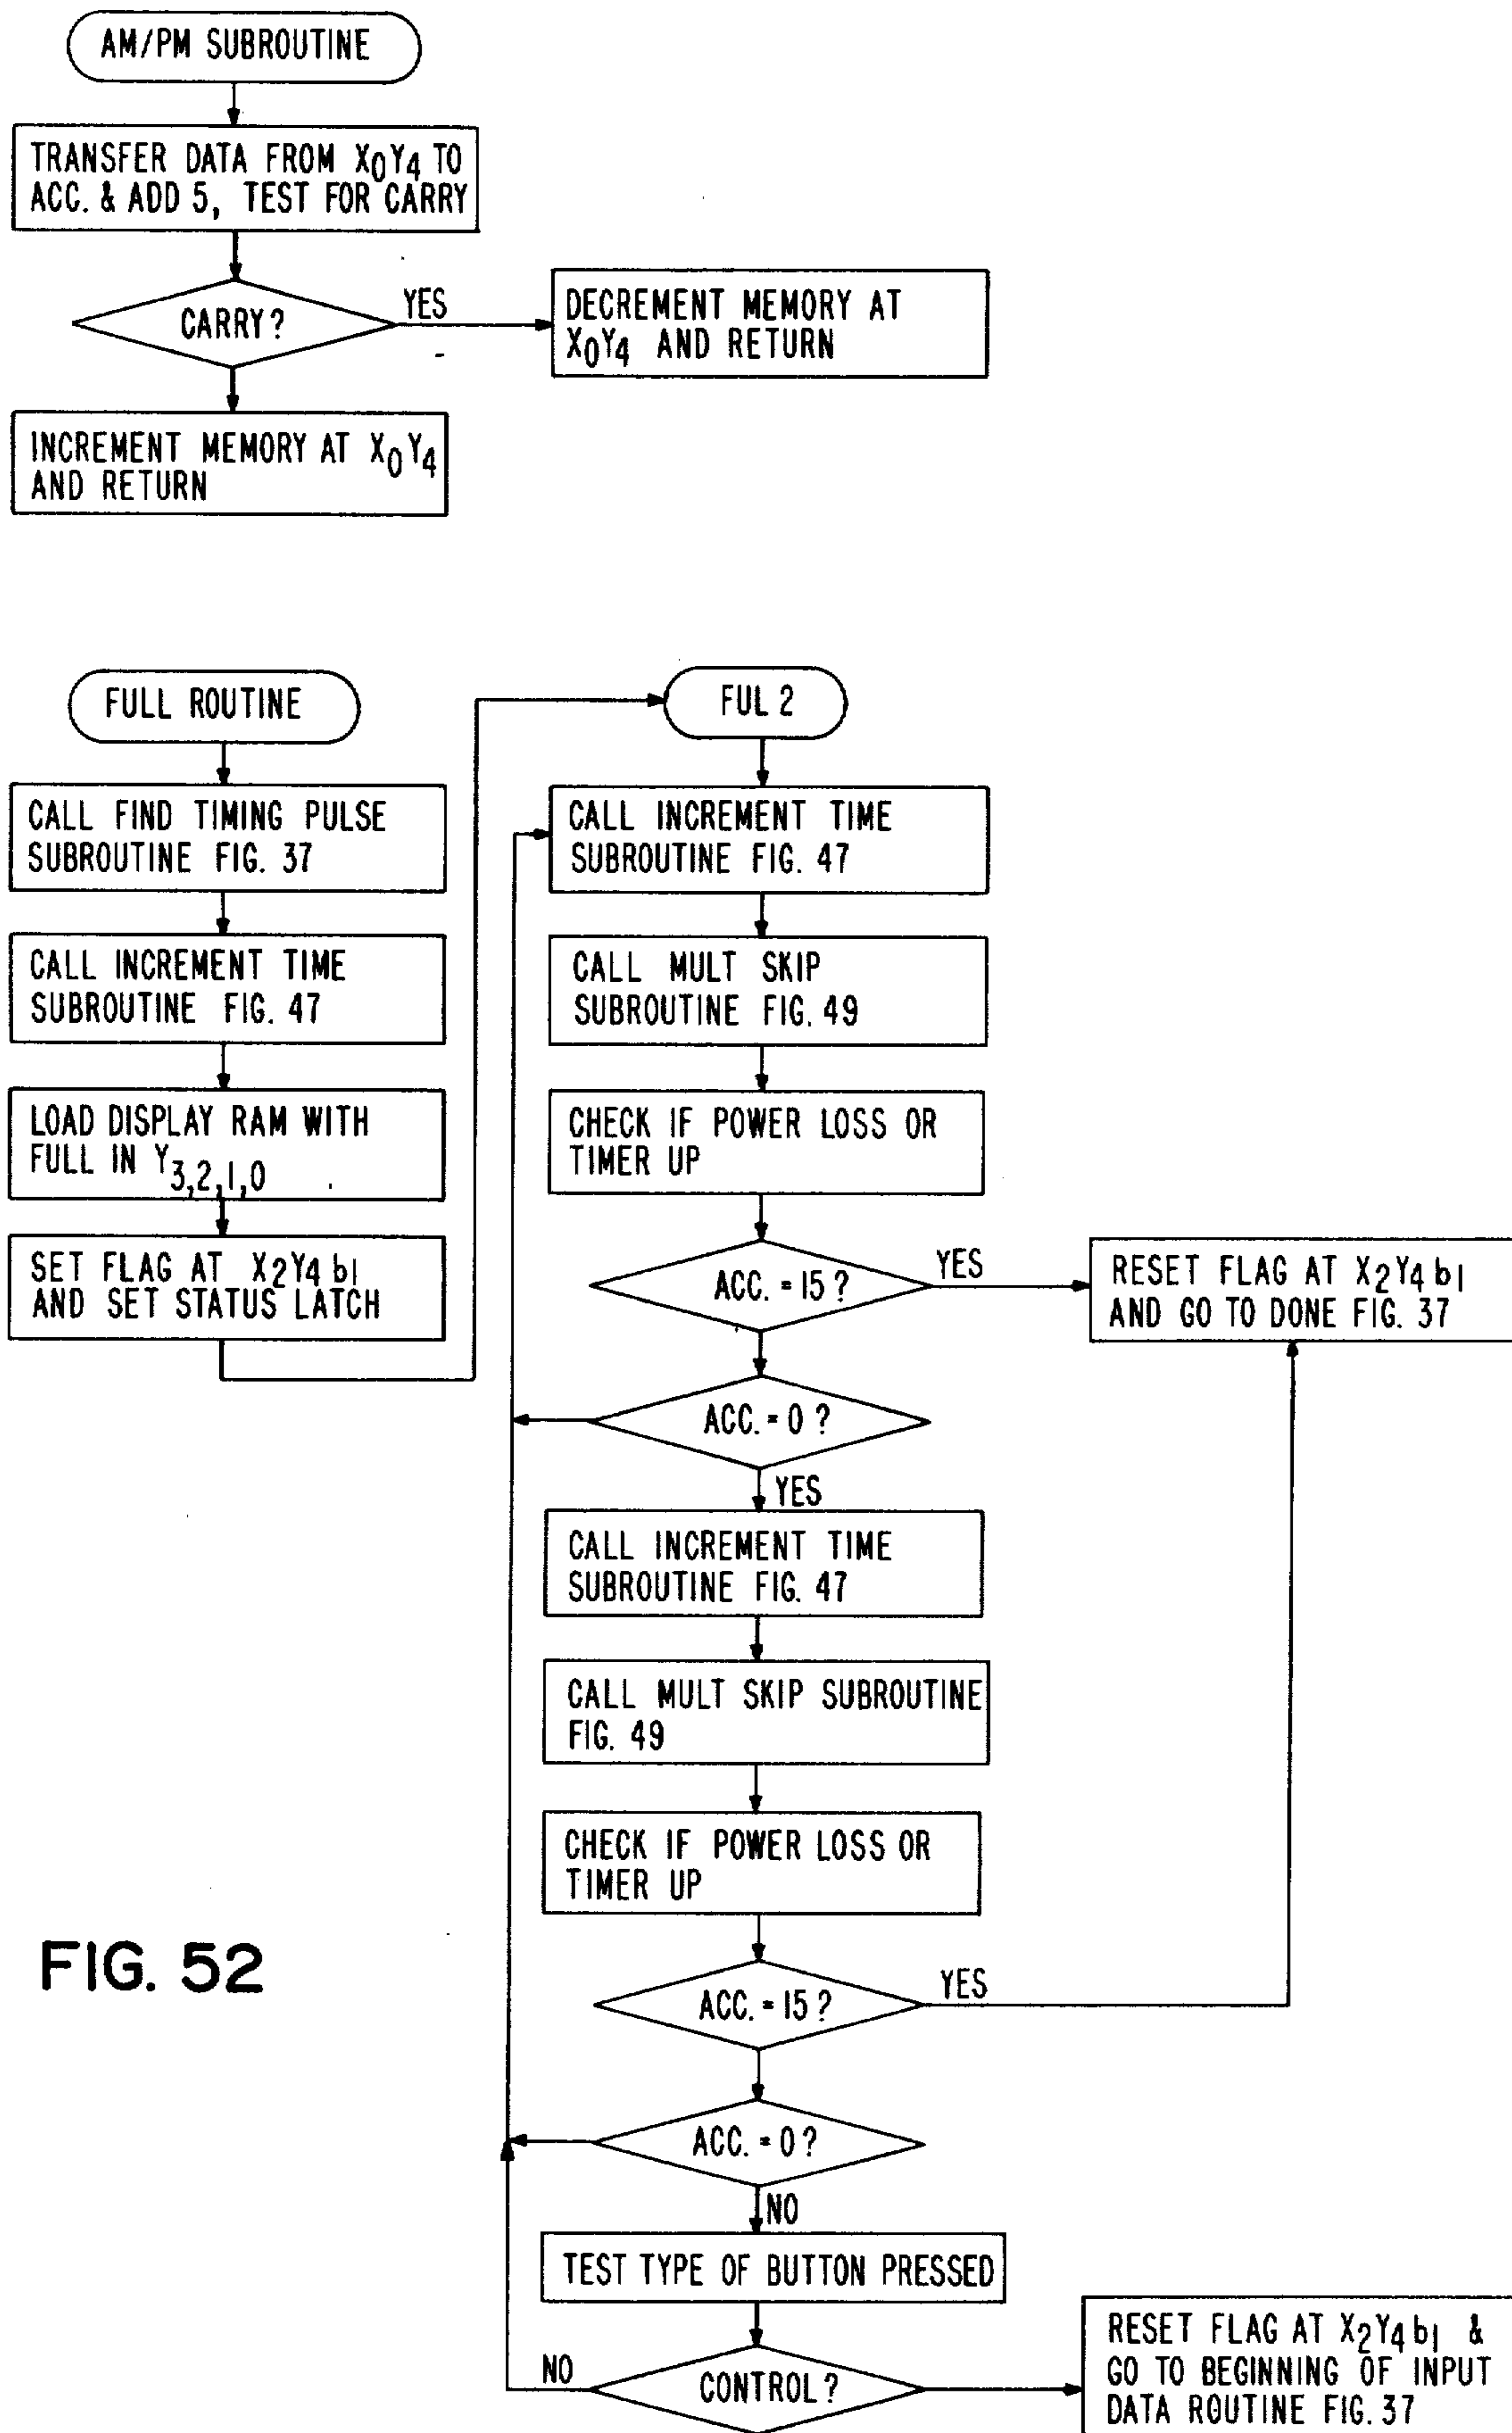 AM/PM SUBROUTINE
TRANSFER DATA FROM X0Y4 TO
ACC. & ADD 5, TEST FOR CARRY
CARRY?
YES
DECREMENT MEMORY AT
X0Y4 AND RETURN
INCREMENT MEMORY AT X0Y4
AND RETURN
FULL ROUTINE
CALL FIND TIMING PULSE
SUBROUTINE FIG. 37
CALL INCREMENT TIME
SUBROUTINE FIG. 47
LOAD DISPLAY RAM WITH
FULL IN Y3,2,1,0
SET FLAG AT X2Y4 b1
AND SET STATUS LATCH
FUL 2
CALL INCREMENT TIME
SUBROUTINE FIG. 47
CALL MULT SKIP
SUBROUTINE FIG. 49
CHECK IF POWER LOSS OR
TIMER UP
ACC. = 15 ?
YES
RESET FLAG AT X2Y4 b1
AND GO TO DONE FIG. 37
ACC. = 0 ?
YES
CALL INCREMENT TIME
SUBROUTINE FIG. 47
CALL MULT SKIP SUBROUTINE
FIG. 49
CHECK IF POWER LOSS OR
TIMER UP
ACC. = 15 ?
YES
ACC. = 0 ?
NO
TEST TYPE OF BUTTON PRESSED
CONTROL ?
NO
RESET FLAG AT X2Y4 b1 &
GO TO BEGINNING OF INPUT
DATA ROUTINE FIG. 37
FIG. 52